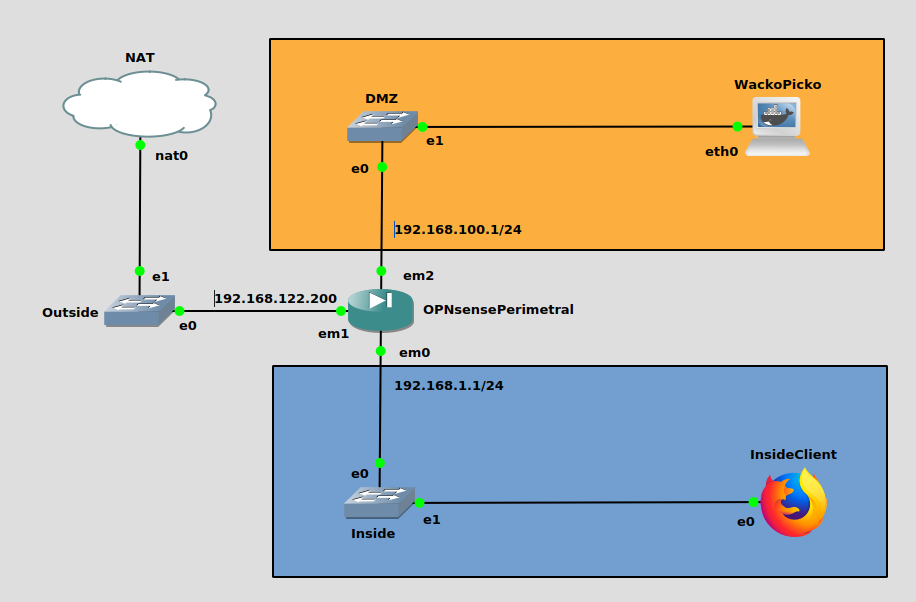 NAT
nat0
DMZ
WackoPicko
e1
eth0
e0
192.168.100.1/24
e1
em2
Outside
192.168.122.200
OPNsensePerimetral
e0
em1
em0
192.168.1.1/24
InsideClient
e0
e1
e0
Inside